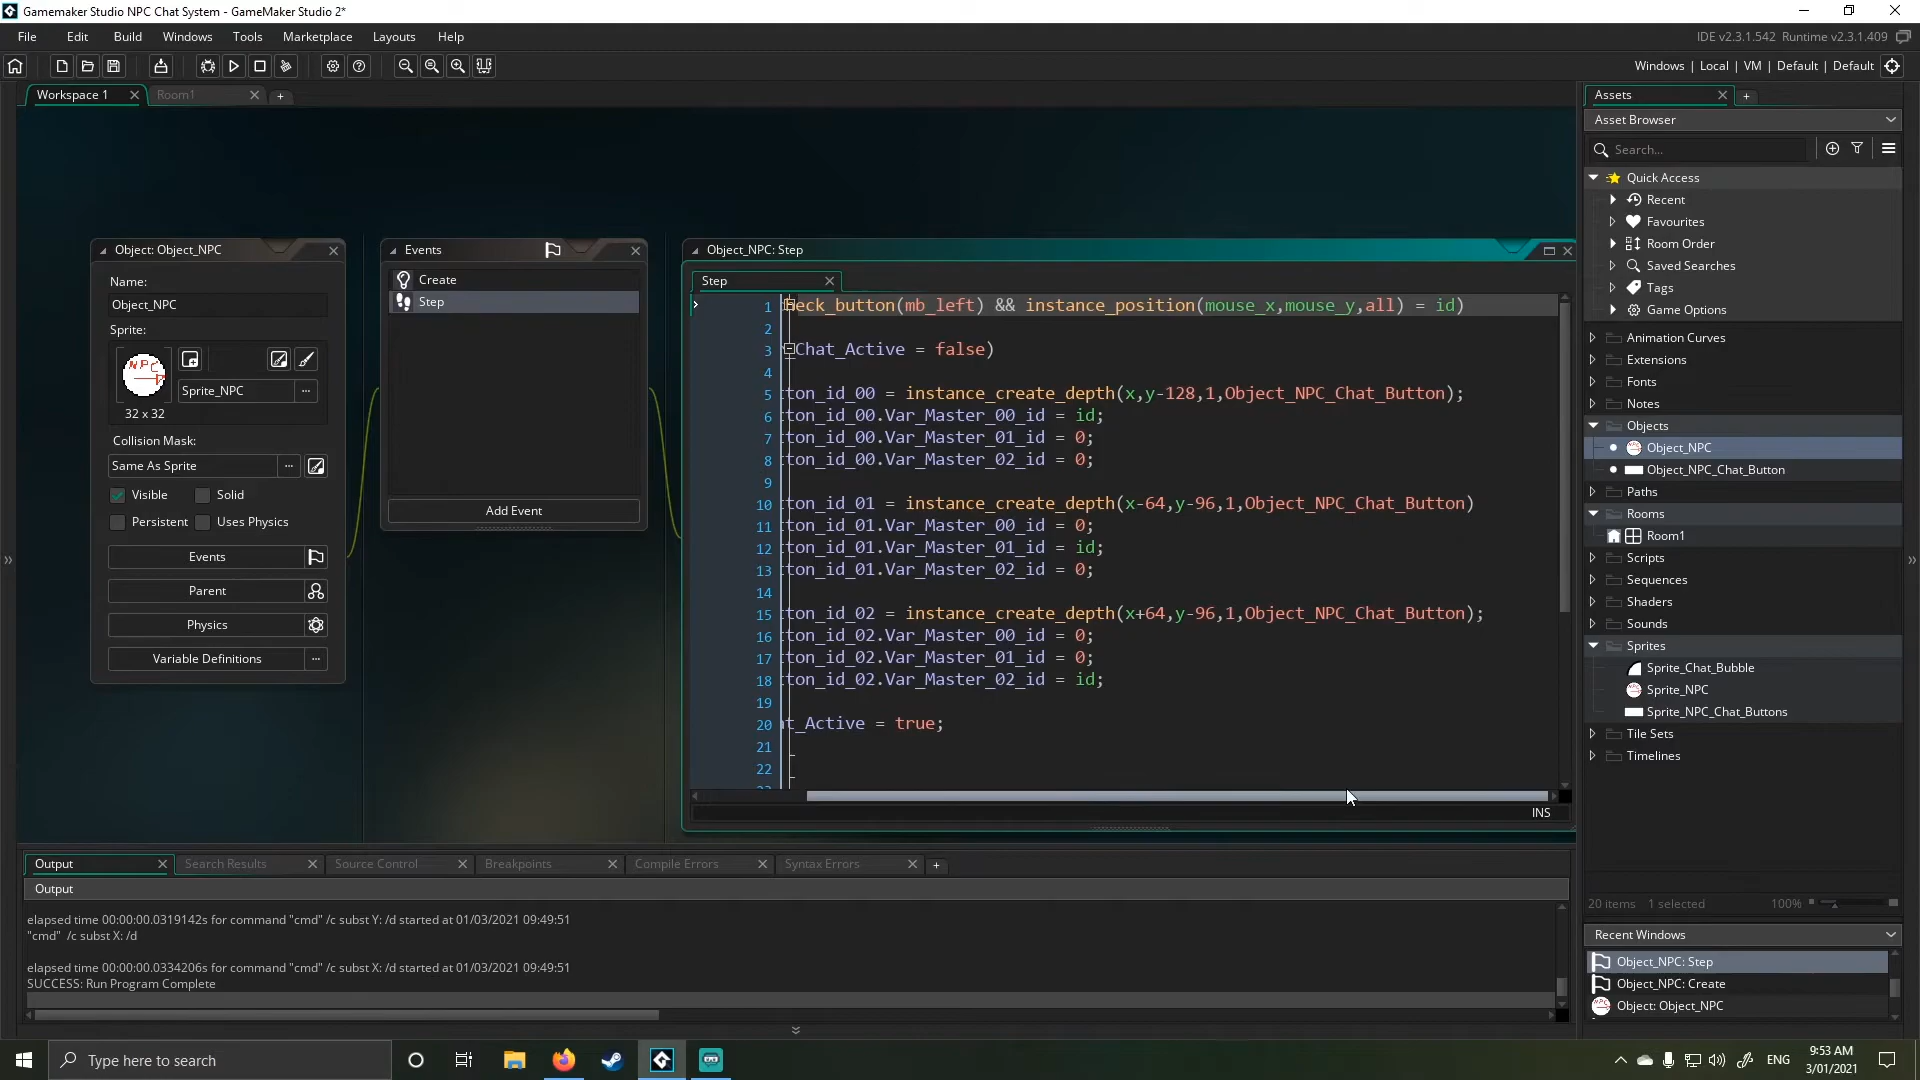 Gamemaker Studio NPC Chat System - GameMaker Studio 2*
File Edit Build Windows Tools Marketplace Layouts Help
IDE v2.3.1.542 Runtime v2.3.1.409
Windows | Local | VM | Default | Default
Workspace 1
Room1
Object: Object_NPC
Name:
Object_NPC
Sprite:
NPC
Sprite_NPC
32 x 32
Collision Mask:
Same As Sprite
Visible Solid
Persistent Uses Physics
Events
Parent
Physics
Variable Definitions
Events
Create
Step
Add Event
Object_NPC: Step
Step
1 eck_button(mb_left) && instance_position(mouse_x,mouse_y,all) = id)
2
3 Chat_Active = false)
4
5 ton_id_00 = instance_create_depth(x,y-128,1,Object_NPC_Chat_Button);
6 ton_id_00.Var_Master_00_id = id;
7 ton_id_00.Var_Master_01_id = 0;
8 ton_id_00.Var_Master_02_id = 0;
9
10 ton_id_01 = instance_create_depth(x-64,y-96,1,Object_NPC_Chat_Button)
11 ton_id_01.Var_Master_00_id = 0;
12 ton_id_01.Var_Master_01_id = id;
13 ton_id_01.Var_Master_02_id = 0;
14
15 ton_id_02 = instance_create_depth(x+64,y-96,1,Object_NPC_Chat_Button);
16 ton_id_02.Var_Master_00_id = 0;
17 ton_id_02.Var_Master_01_id = 0;
18 ton_id_02.Var_Master_02_id = id;
19
20 t_Active = true;
21
22
INS
Assets
Asset Browser
Search...
Quick Access
Recent
Favourites
Room Order
Saved Searches
Tags
Game Options
Animation Curves
Extensions
Fonts
Notes
Objects
Object_NPC
Object_NPC_Chat_Button
Paths
Rooms
Room1
Scripts
Sequences
Shaders
Sounds
Sprites
Sprite_Chat_Bubble
Sprite_NPC
Sprite_NPC_Chat_Buttons
Tile Sets
Timelines
20 items 1 selected 100%
Recent Windows
Object_NPC: Step
Object_NPC: Create
Object: Object_NPC
Output Search Results Source Control Breakpoints Compile Errors Syntax Errors
Output
elapsed time 00:00:00.0319142s for command "cmd" /c subst Y: /d started at 01/03/2021 09:49:51
"cmd" /c subst X: /d
elapsed time 00:00:00.0334206s for command "cmd" /c subst X: /d started at 01/03/2021 09:49:51
SUCCESS: Run Program Complete
Type here to search
ENG
9:53 AM
3/01/2021